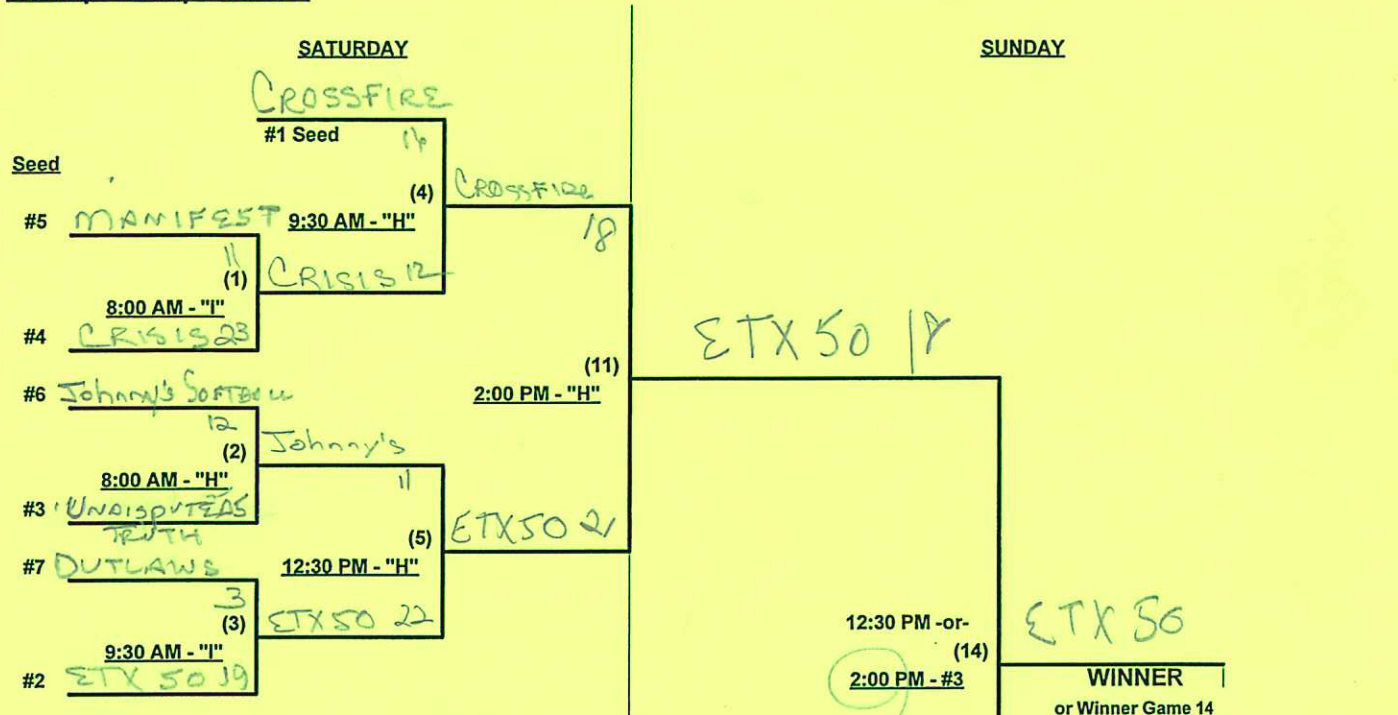 SATURDAY
SUNDAY
CROSSFIRE
#1 Seed 16
Seed
(4) CROSSFIRE
#5 MANIFEST 9:30 AM - "H" 18
11
(1) CRISIS 12
8:00 AM - "I"
#4 CRISIS 23
ETX 50 18
(11)
2:00 PM - "H"
#6 Johnny's SOFTBALL
12
(2) Johnny's
8:00 AM - "H" 11
#3 UNDISPUTED
TRUTH
(5) ETX50 21
#7 OUTLAWS 12:30 PM - "H"
3
(3) ETX50 22
9:30 AM - "I"
#2 ETX 50 19
12:30 PM -or-
(14)
2:00 PM - #3
ETX 50
WINNER
or Winner Game 14